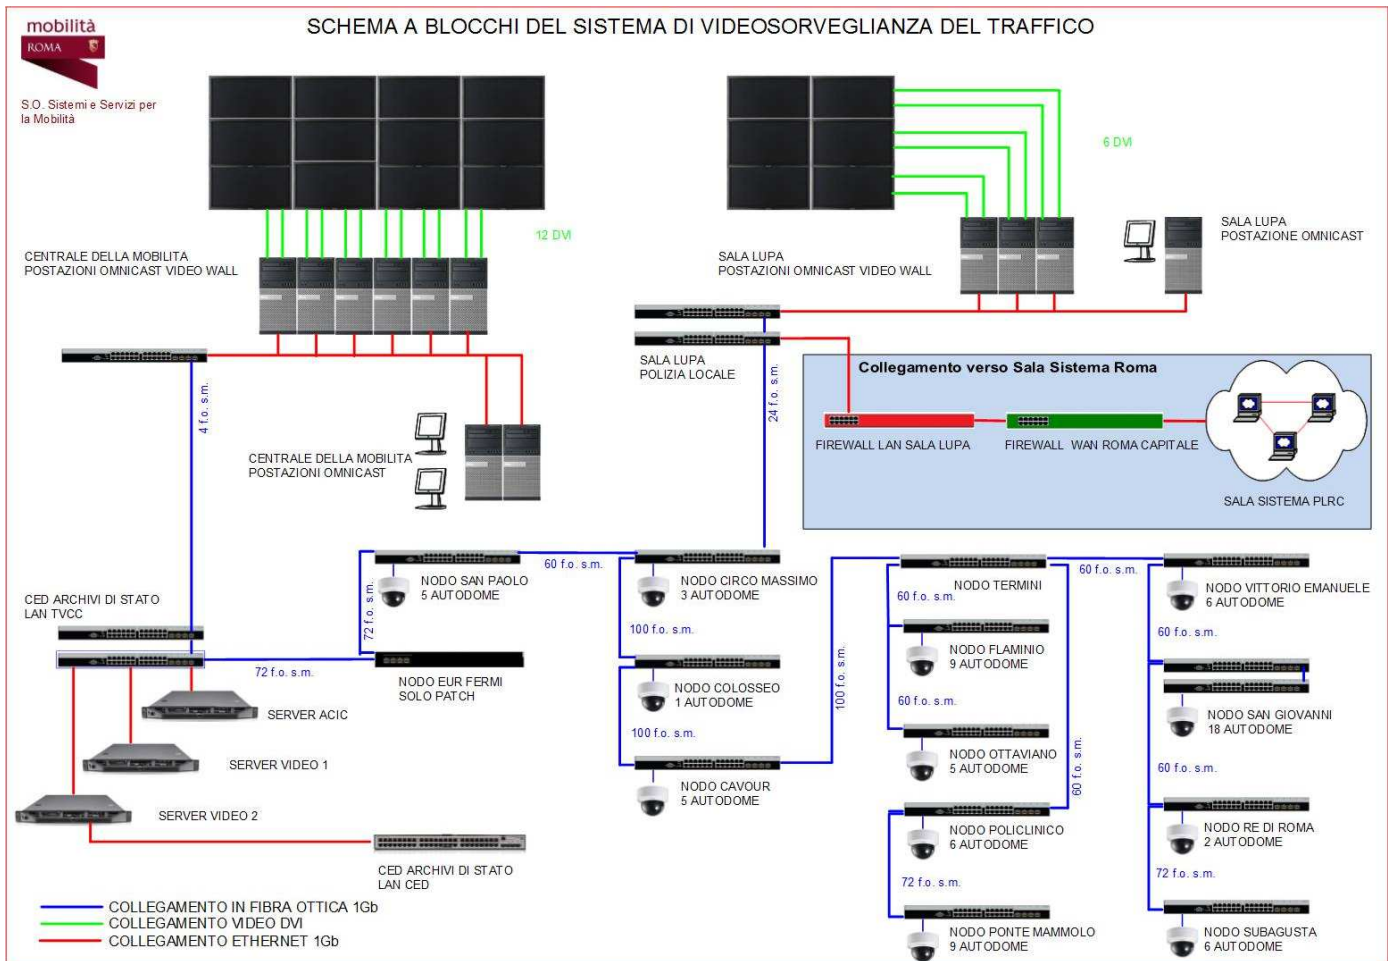 mobilità
ROMA
S.O. Sistemi e Servizi per
la Mobilità
SCHEMA A BLOCCHI DEL SISTEMA DI VIDEOSORVEGLIANZA DEL TRAFFICO
12 DVI
6 DVI
CENTRALE DELLA MOBILITA
POSTAZIONI OMNICAST VIDEO WALL
SALA LUPA
POSTAZIONI OMNICAST VIDEO WALL
SALA LUPA
POSTAZIONE OMNICAST
SALA LUPA
POLIZIA LOCALE
Collegamento verso Sala Sistema Roma
FIREWALL LAN SALA LUPA
FIREWALL WAN ROMA CAPITALE
SALA SISTEMA PLRC
4 f.o. s.m.
24 f.o. s.m.
CENTRALE DELLA MOBILITA
POSTAZIONI OMNICAST
CED ARCHIVI DI STATO
LAN TVCC
72 f.o. s.m.
72 f.o. s.m.
NODO SAN PAOLO
5 AUTODOME
60 f.o. s.m.
NODO EUR FERMI
SOLO PATCH
SERVER ACIC
SERVER VIDEO 1
SERVER VIDEO 2
CED ARCHIVI DI STATO
LAN CED
NODO CIRCO MASSIMO
3 AUTODOME
100 f.o. s.m.
NODO COLOSSEO
1 AUTODOME
100 f.o. s.m.
NODO CAVOUR
5 AUTODOME
100 f.o. s.m.
NODO TERMINI
60 f.o. s.m.
NODO FLAMINIO
9 AUTODOME
60 f.o. s.m.
NODO OTTAVIANO
5 AUTODOME
60 f.o. s.m.
NODO POLICLINICO
6 AUTODOME
72 f.o. s.m.
NODO PONTE MAMMOLO
9 AUTODOME
60 f.o. s.m.
NODO VITTORIO EMANUELE
6 AUTODOME
60 f.o. s.m.
NODO SAN GIOVANNI
18 AUTODOME
60 f.o. s.m.
NODO RE DI ROMA
2 AUTODOME
72 f.o. s.m.
NODO SUBAGUSTA
6 AUTODOME
COLLEGAMENTO IN FIBRA OTTICA 1Gb
COLLEGAMENTO VIDEO DVI
COLLEGAMENTO ETHERNET 1Gb